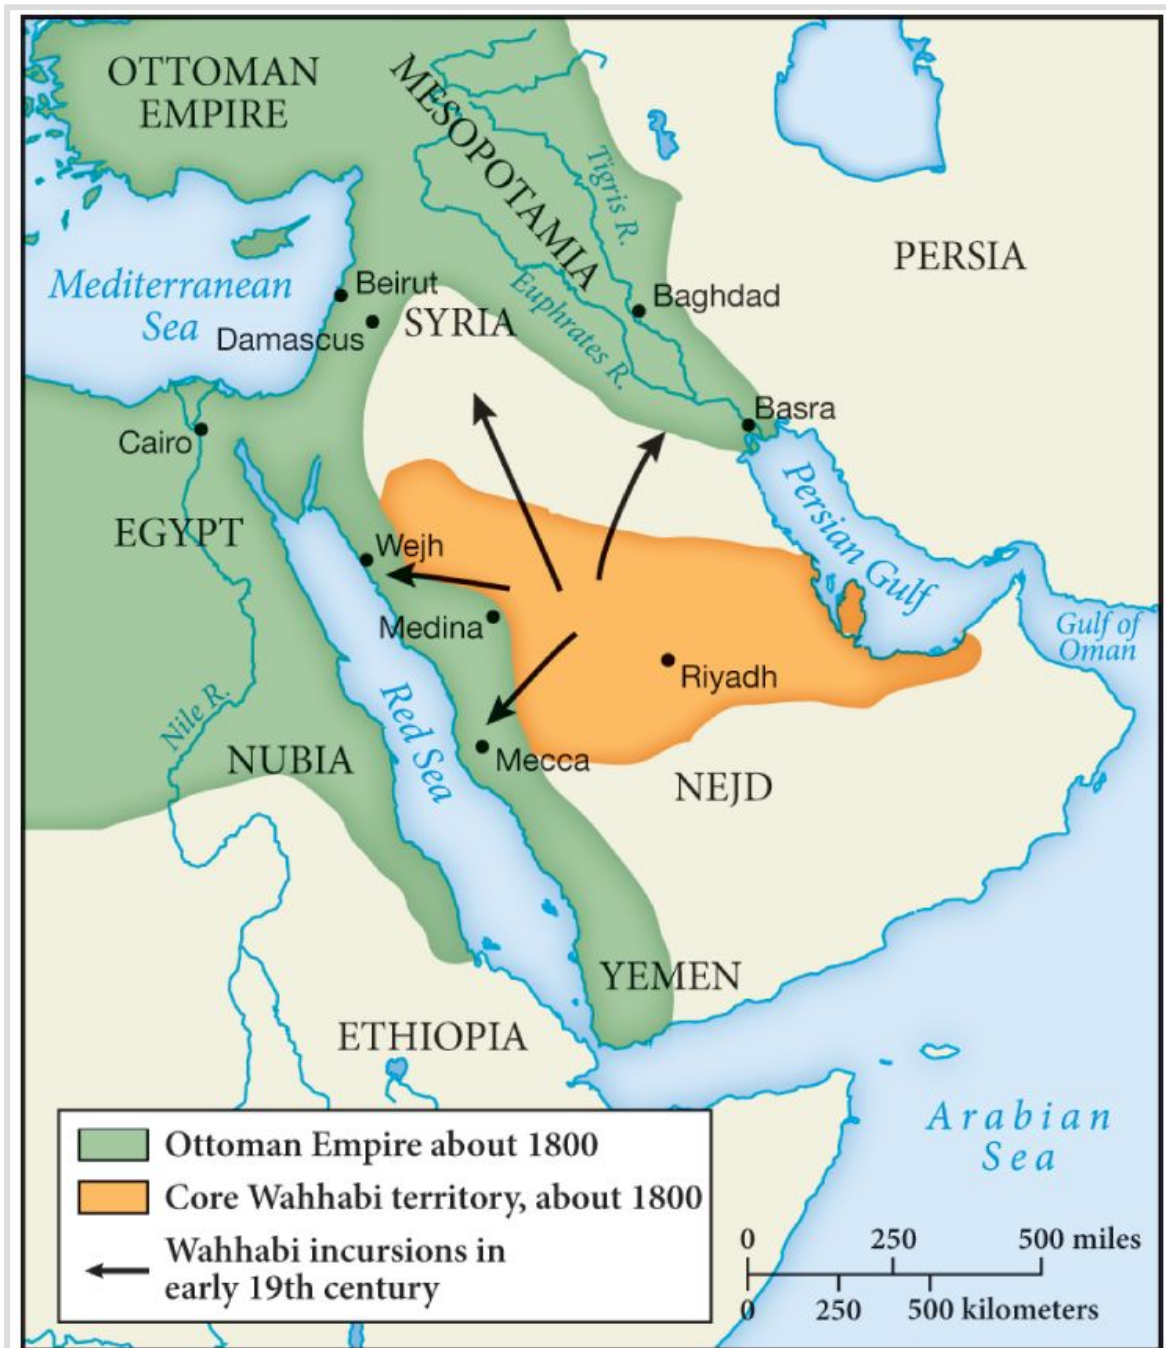 OTTOMAN
EMPIRE
MESOPOTAMIA
Tigris R.
PERSIA
Mediterranean
Sea
Beirut
Damascus
SYRIA
Euphrates R.
Baghdad
Basra
Cairo
EGYPT
Persian Gulf
Wejh
Medina
Gulf of
Oman
Riyadh
Nile R.
Red Sea
NUBIA
Mecca
NEJD
YEMEN
ETHIOPIA
Arabian
Sea
Ottoman Empire about 1800
Core Wahhabi territory, about 1800
Wahhabi incursions in
early 19th century
0 250 500 miles
0 250 500 kilometers